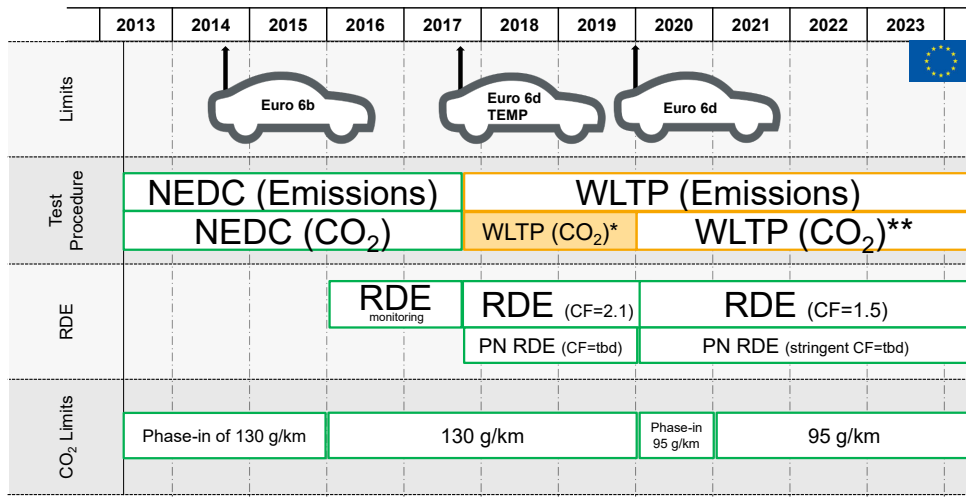 2013 2014 2015 2016 2017 2018 2019 2020 2021 2022 2023
Limits
Euro 6b
Euro 6d
TEMP
Euro 6d
Test
Procedure
NEDC (Emissions)
WLTP (Emissions)
NEDC (CO₂)
WLTP (CO₂)*
WLTP (CO₂)**
RDE
RDE
monitoring
RDE (CF=2.1)
RDE (CF=1.5)
PN RDE (CF=tbd)
PN RDE (stringent CF=tbd)
CO₂ Limits
Phase-in of 130 g/km
130 g/km
Phase-in
95 g/km
95 g/km